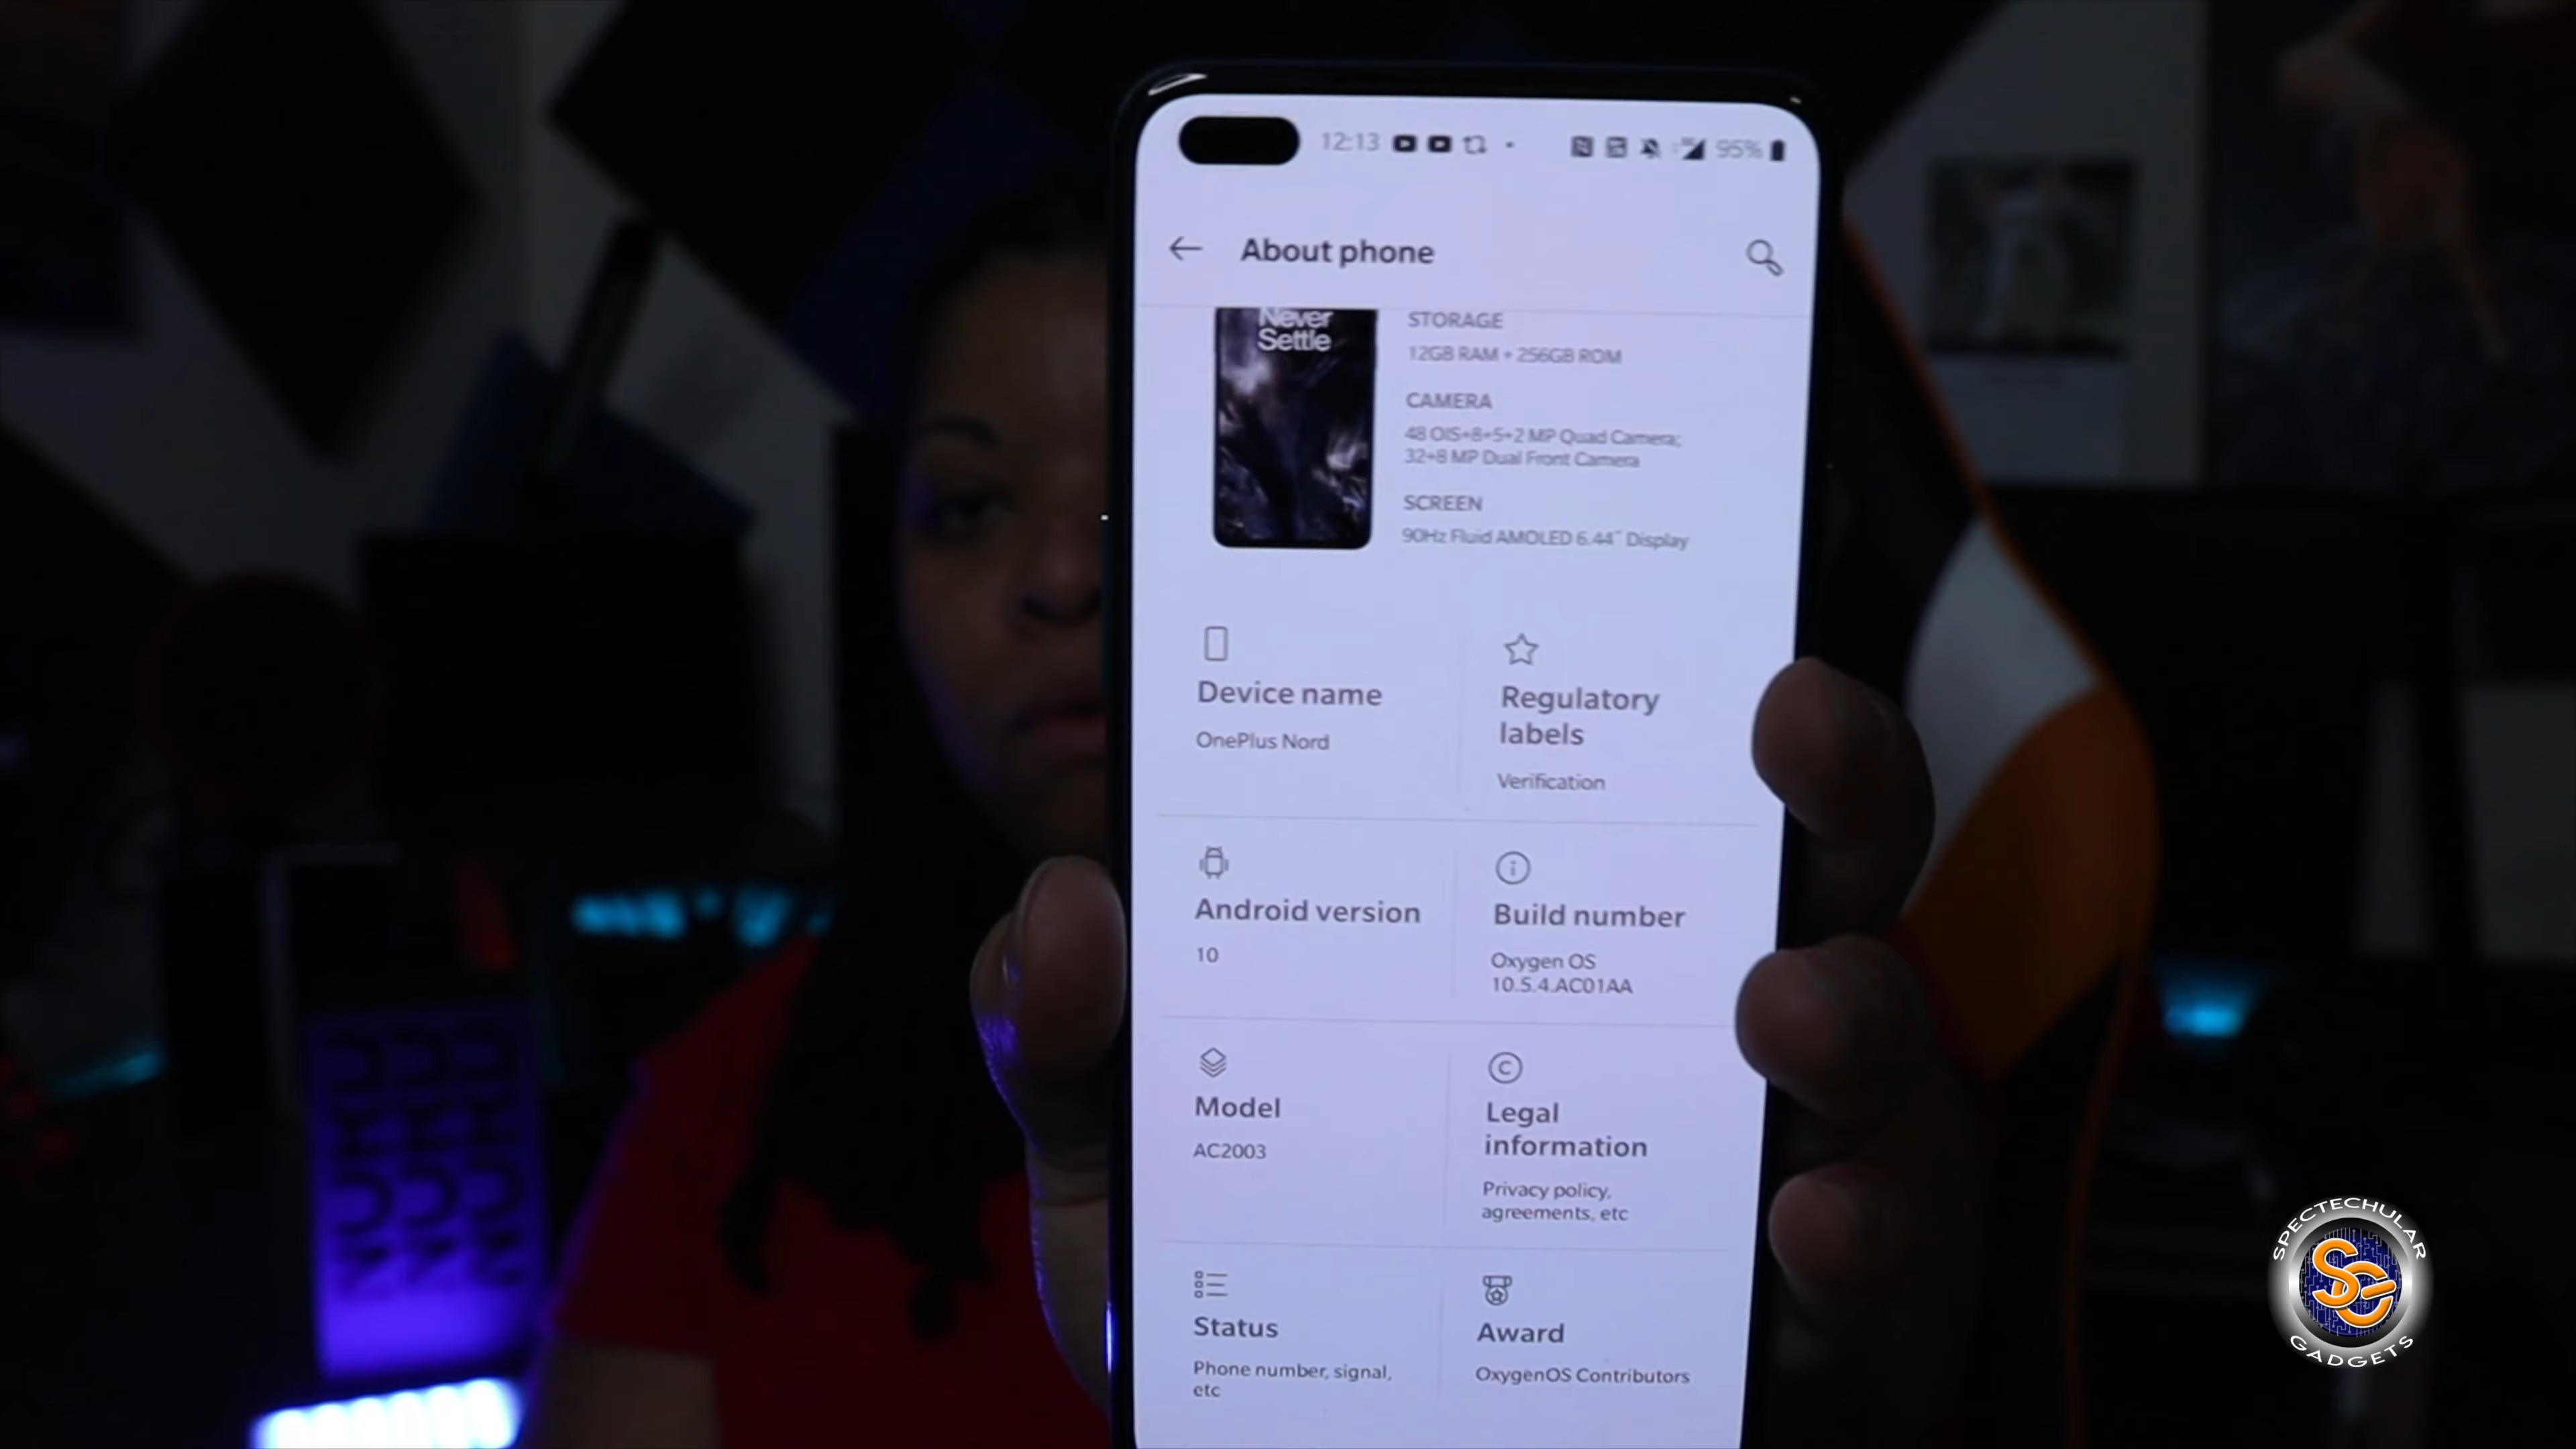 12:13
95%
About phone
Never
Settle
STORAGE
12GB RAM + 256GB ROM
CAMERA
48 OIS+8+5+2 MP Quad Camera;
32+8 MP Dual Front Camera
SCREEN
90Hz Fluid AMOLED 6.44" Display
Device name
OnePlus Nord
Regulatory
labels
Verification
Android version
10
Build number
Oxygen OS
10.5.4.AC01AA
Model
AC2003
Legal
information
Privacy policy,
agreements, etc
Status
Phone number, signal,
etc
Award
OxygenOS Contributors
SPECTECHULAR
SG
GADGETS